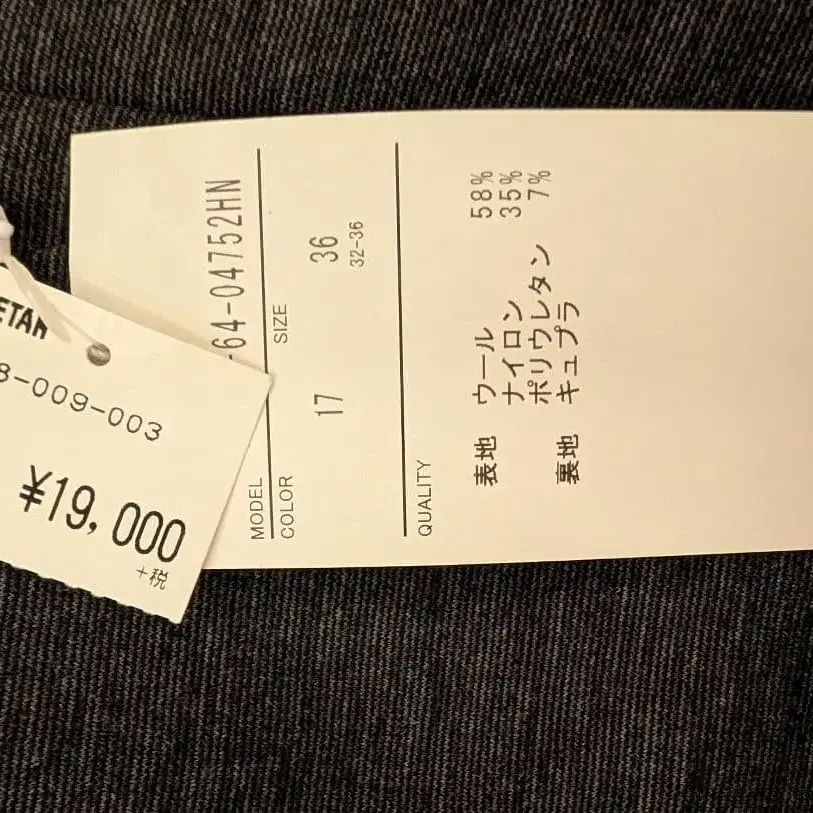 ETAN
8-009-003
¥19,000
+税
MODEL -64-04752HN
COLOR 17 SIZE 36
32-36
QUALITY
表地 ウール 58%
ナイロン 35%
ポリウレタン 7%
裏地 キュプラ